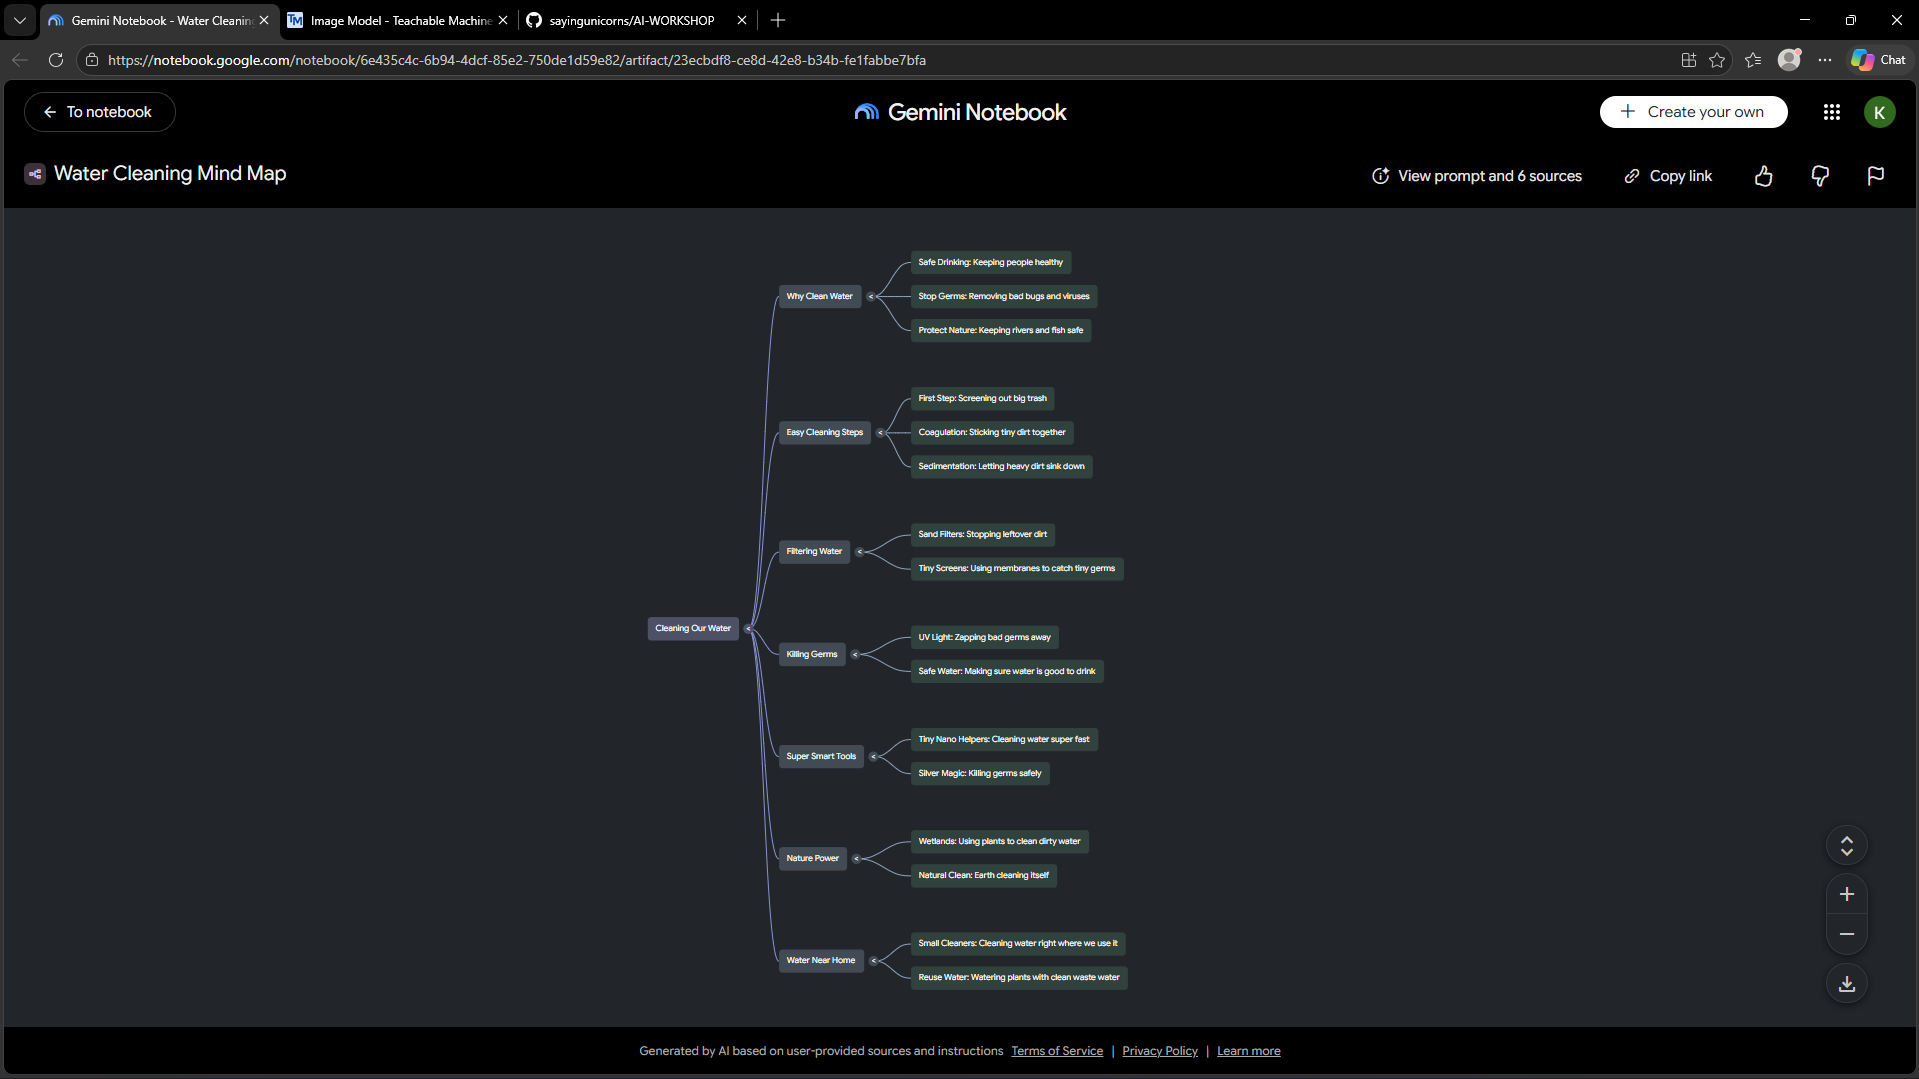 Gemini Notebook - Water Cleaning
Image Model - Teachable Machine
sayingunicorns/AI-WORKSHOP
https://notebook.google.com/notebook/6e435c4c-6b94-4dcf-85e2-750de1d59e82/artifact/23ecbdf8-ce8d-42e8-b34b-fe1fabbe7bfa
Chat
To notebook
Gemini Notebook
Create your own
K
Water Cleaning Mind Map
View prompt and 6 sources
Copy link
Cleaning Our Water
Why Clean Water
Safe Drinking: Keeping people healthy
Stop Germs: Removing bad bugs and viruses
Protect Nature: Keeping rivers and fish safe
Easy Cleaning Steps
First Step: Screening out big trash
Coagulation: Sticking tiny dirt together
Sedimentation: Letting heavy dirt sink down
Filtering Water
Sand Filters: Stopping leftover dirt
Tiny Screens: Using membranes to catch tiny germs
Killing Germs
UV Light: Zapping bad germs away
Safe Water: Making sure water is good to drink
Super Smart Tools
Tiny Nano Helpers: Cleaning water super fast
Silver Magic: Killing germs safely
Nature Power
Wetlands: Using plants to clean dirty water
Natural Clean: Earth cleaning itself
Water Near Home
Small Cleaners: Cleaning water right where we use it
Reuse Water: Watering plants with clean waste water
Generated by AI based on user-provided sources and instructions Terms of Service | Privacy Policy | Learn more